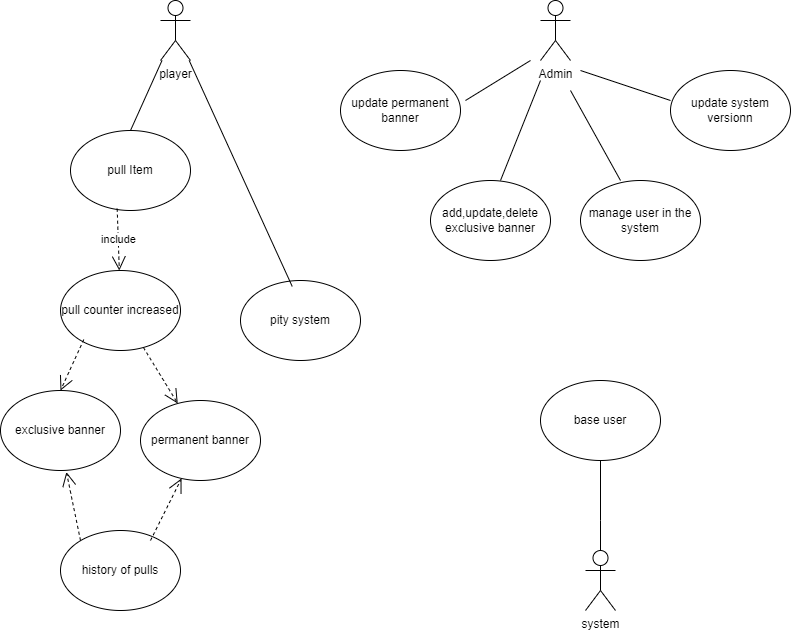 player
Admin
update permanent
banner
update system
versionn
pull Item
add,update,delete
exclusive banner
manage user in the
system
include
pull counter increased
pity system
exclusive banner
permanent banner
base user
history of pulls
system